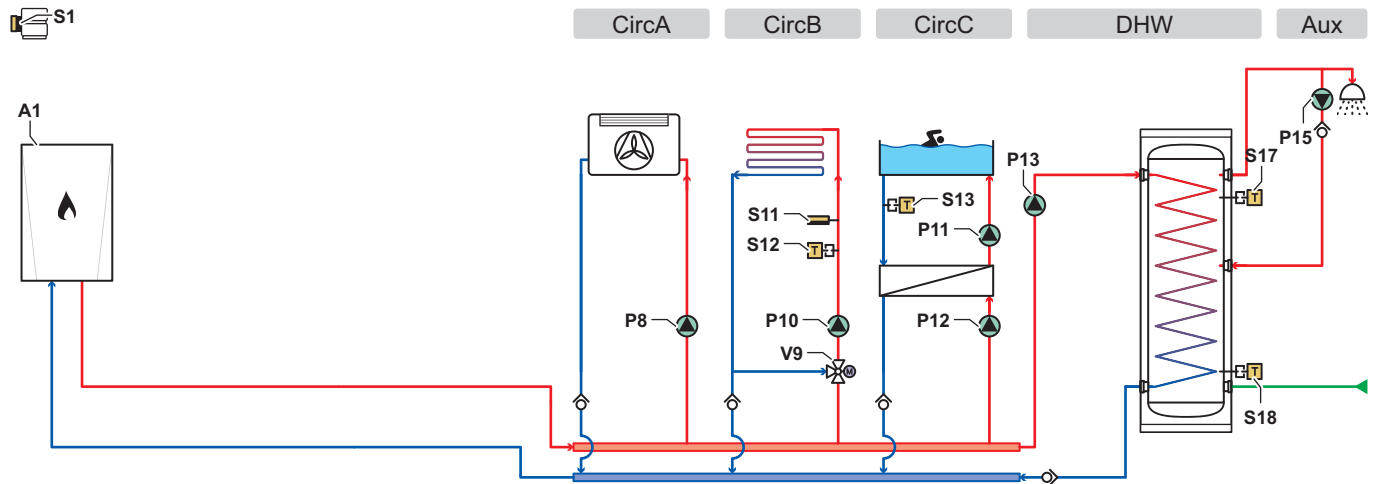 S1
CircA
CircB
CircC
DHW
Aux
A1
P15
P13
S17
S11
S13
S12
T
T
T
P11
P8
P10
P12
V9
M
T
S18